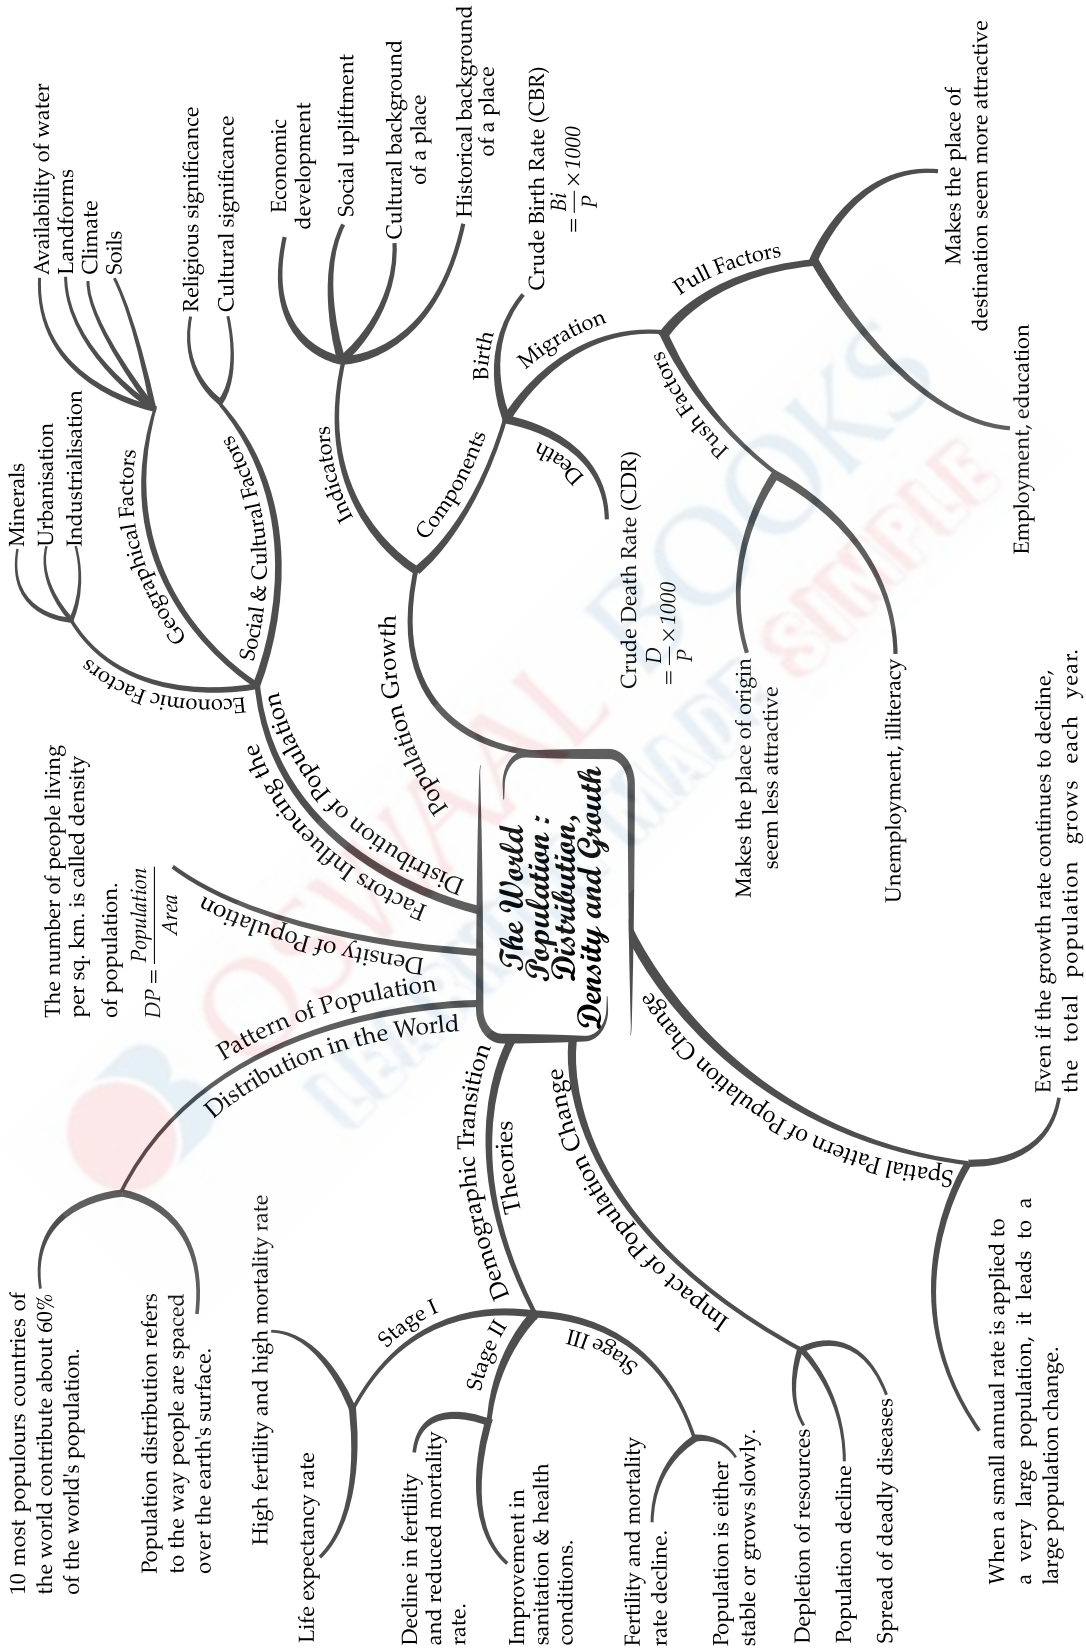 The World
Population :
Distribution,
Density and Grouth
Pattern of Population
Distribution in the World
10 most populours countries of
the world contribute about 60%
of the world's population.
Population distribution refers
to the way people are spaced
over the earth's surface.
Density of Population
The number of people living
per sq. km. is called density
of population.
DP = Population
Area
Factors Influencing the
Distribution of Population
Economic Factors
Minerals
Urbanisation
Industrialisation
Geographical Factors
Availability of water
Landforms
Climate
Soils
Social & Cultural Factors
Religious significance
Cultural significance
Population Growth
Indicators
Economic
development
Social upliftment
Cultural background
of a place
Historical background
of a place
Components
Birth
Crude Birth Rate (CBR)
= Bi
P ×1000
Migration
Pull Factors
Makes the place of
destination seem more attractive
Employment, education
Push Factors
Makes the place of origin
seem less attractive
Unemployment, illiteracy
Death
Crude Death Rate (CDR)
= D
P ×1000
Demographic Transition
Theories
Stage I
High fertility and high mortality rate
Life expectancy rate
Stage II
Decline in fertility
and reduced mortality
rate.
Improvement in
sanitation & health
conditions.
Stage III
Fertility and mortality
rate decline.
Population is either
stable or grows slowly.
Impact of Population Change
Depletion of resources
Population decline
Spread of deadly diseases
Spatial Pattern of Population Change
When a small annual rate is applied to
a very large population, it leads to a
large population change.
Even if the growth rate continues to decline,
the total population grows each year.
OSWAAL BOOKS
LEARNING MADE SIMPLE